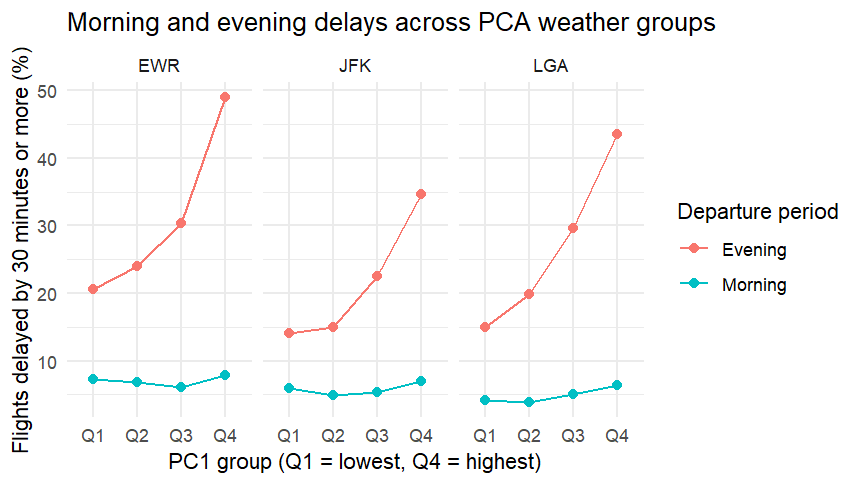 Morning and evening delays across PCA weather groups
EWR JFK LGA
Flights delayed by 30 minutes or more (%)
50
40
30
20
10
Q1 Q2 Q3 Q4 Q1 Q2 Q3 Q4 Q1 Q2 Q3 Q4
PC1 group (Q1 = lowest, Q4 = highest)
Departure period
Evening
Morning